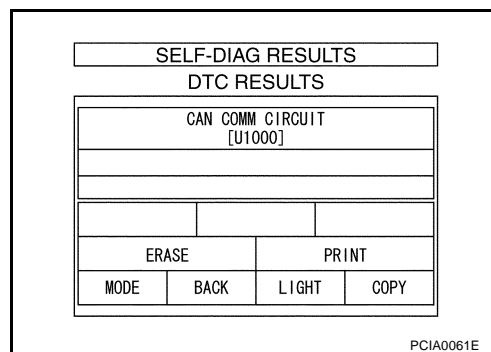 SELF-DIAG RESULTS
DTC RESULTS
CAN COMM CIRCUIT
[U1000]
ERASE PRINT
MODE BACK LIGHT COPY
PCIA0061E